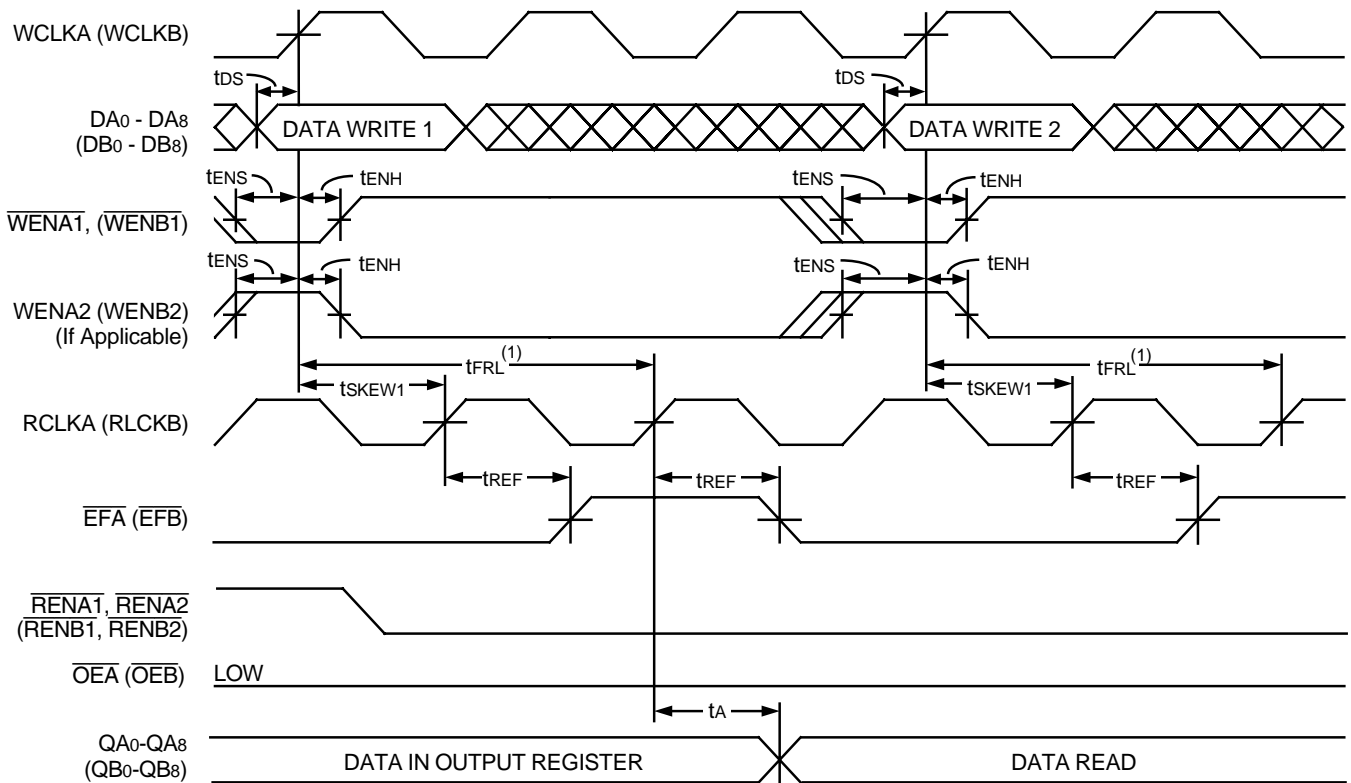 WCLKA (WCLKB)
tDS
tDS
DA0 - DA8
(DB0 - DB8)
DATA WRITE 1
DATA WRITE 2
tENS
tENH
tENS
tENH
WENA1, (WENB1)
tENS
tENH
tENS
tENH
WENA2 (WENB2)
(If Applicable)
tFRL(1)
tFRL(1)
tSKEW1
tSKEW1
RCLKA (RLCKB)
tREF
tREF
tREF
EFA (EFB)
RENA1, RENA2
(RENB1, RENB2)
OEA (OEB)
LOW
tA
QA0-QA8
(QB0-QB8)
DATA IN OUTPUT REGISTER
DATA READ